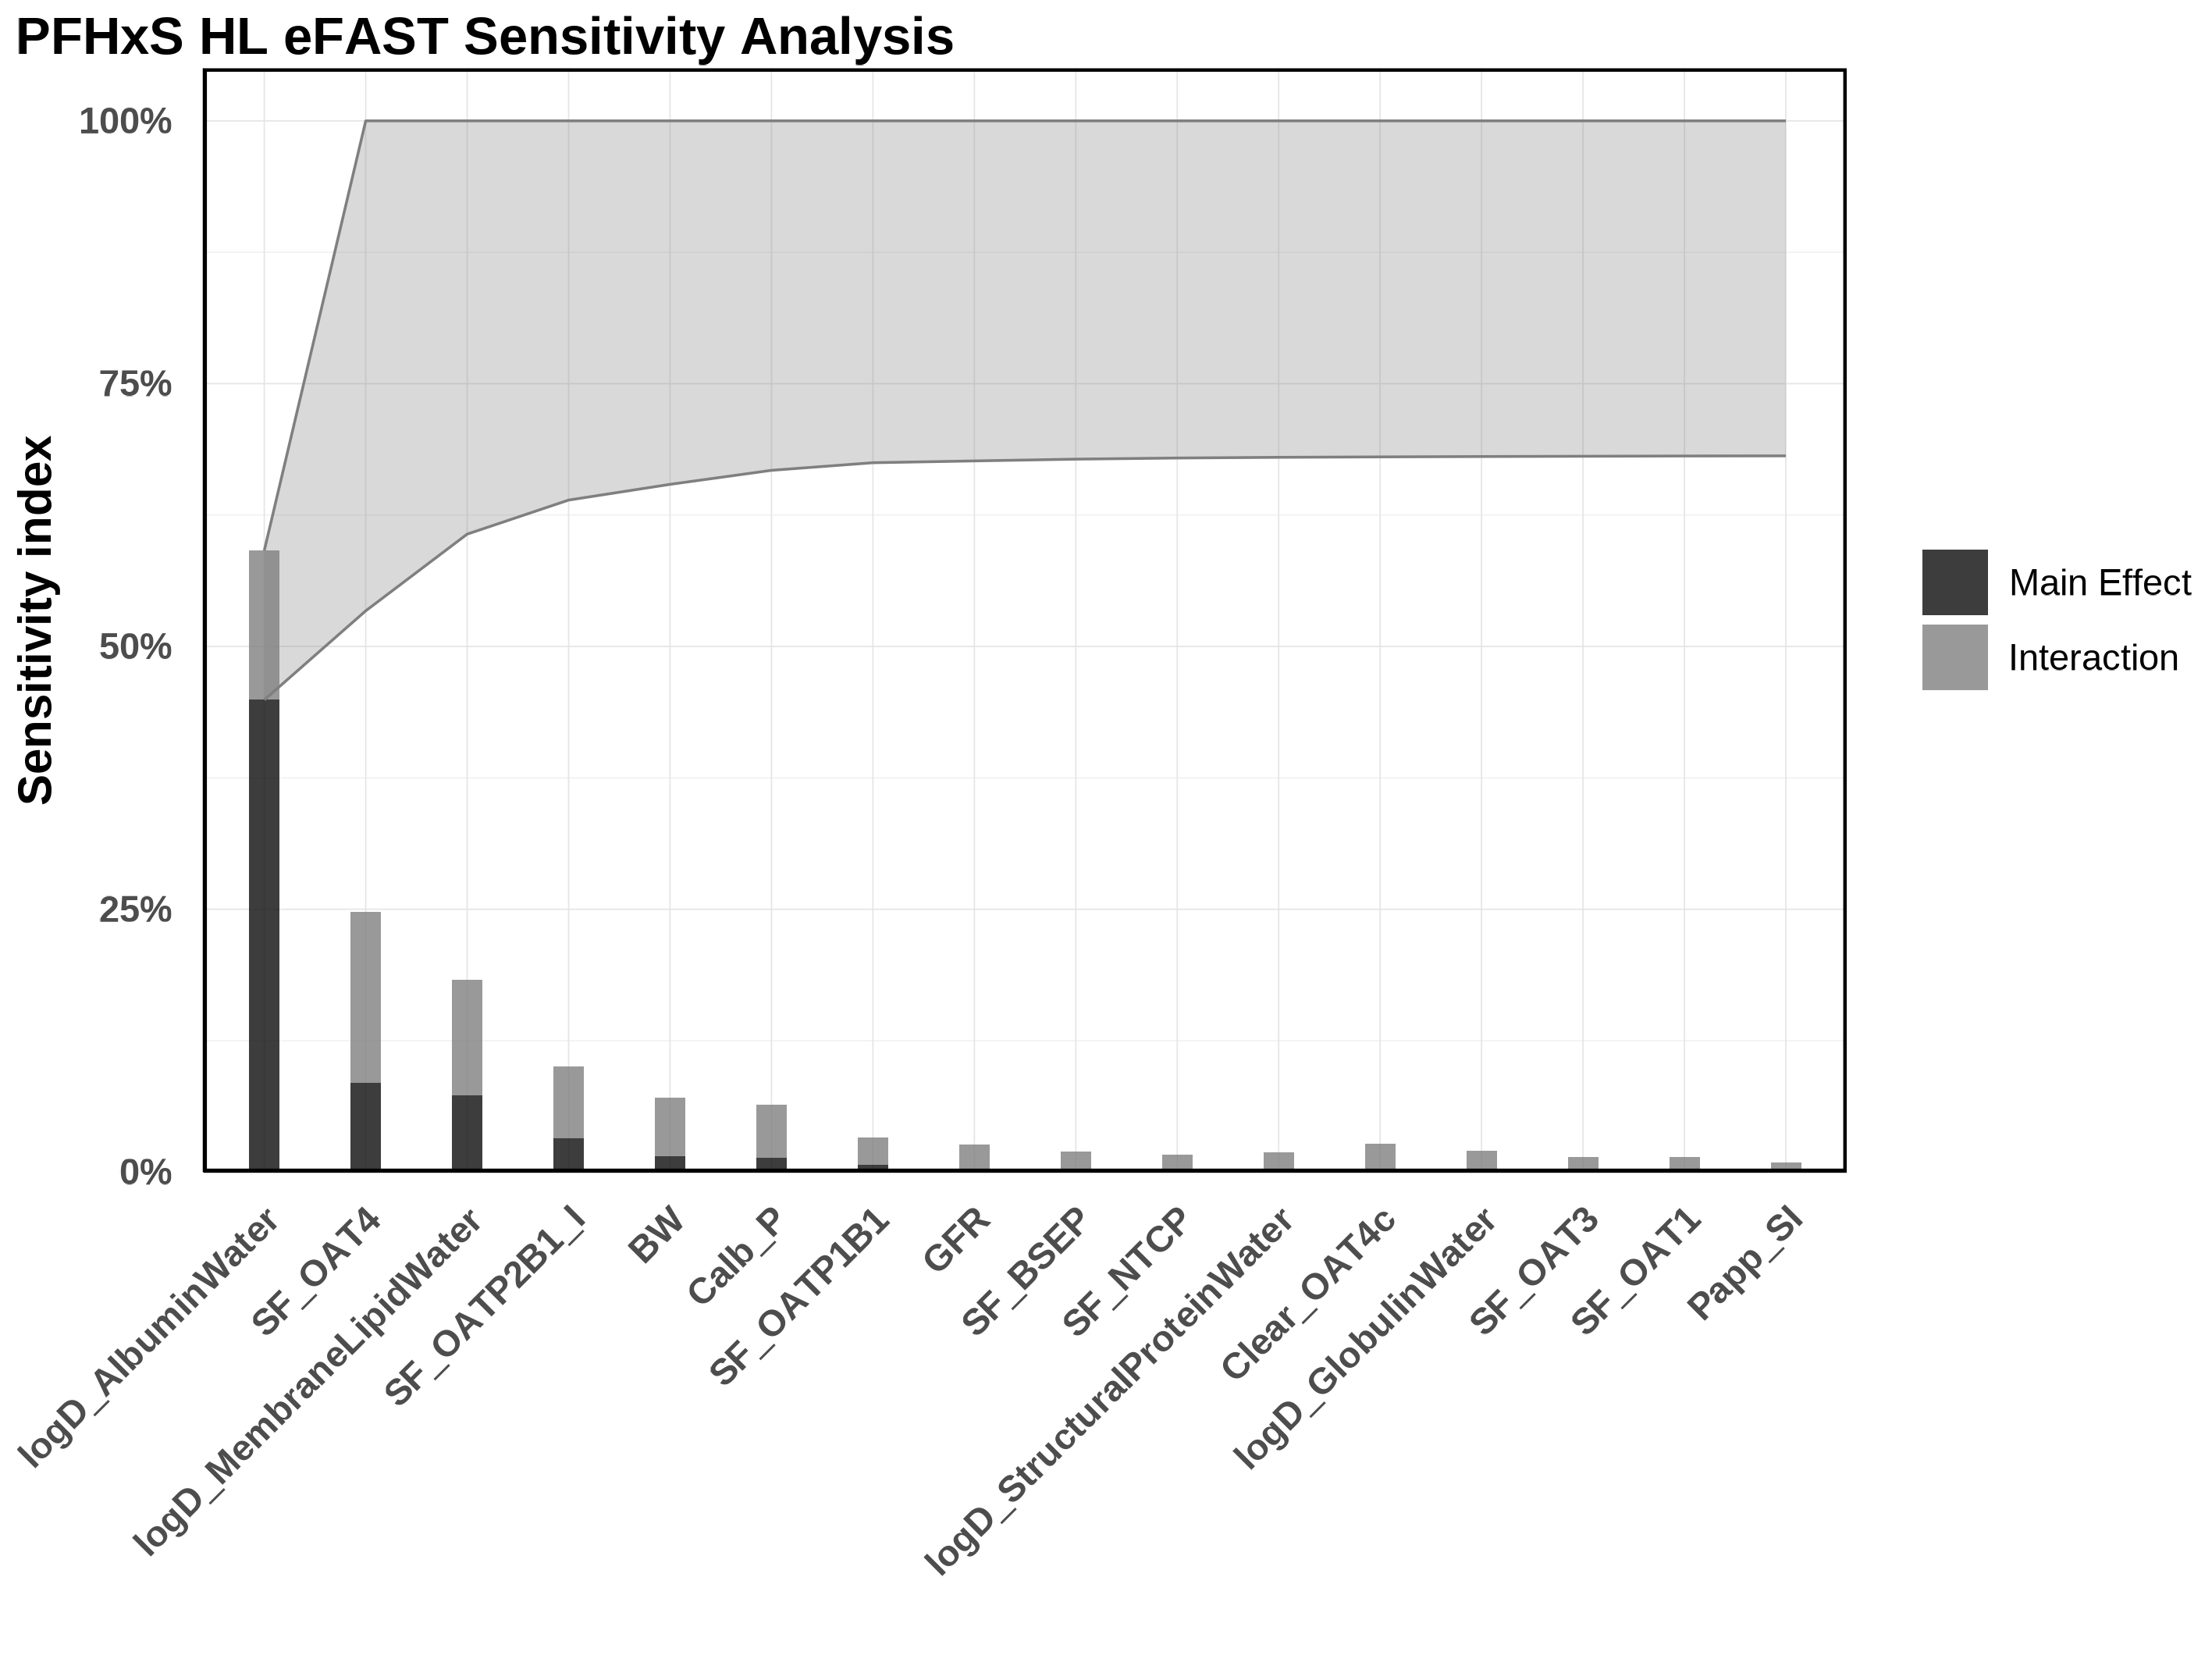 PFHxS HL eFAST Sensitivity Analysis
Sensitivity index
100%
75%
50%
25%
0%
logD_AlbuminWater
SF_OAT4
logD_MembraneLipidWater
SF_OATP2B1_I
BW
Calb_P
SF_OATP1B1
GFR
SF_BSEP
SF_NTCP
logD_StructuralProteinWater
Clear_OAT4c
logD_GlobulinWater
SF_OAT3
SF_OAT1
Papp_SI
Main Effect
Interaction